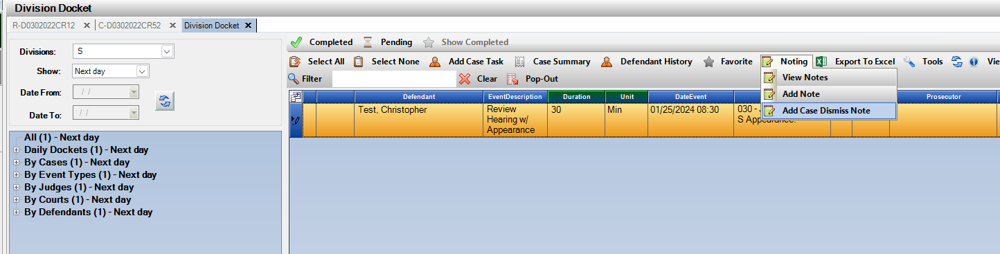 Division Docket
R-D0302022CR12
C-D0302022CR52
Division Docket
Divisions: S
Show: Next day
Date From: / /
Date To: / /
All (1) - Next day
Daily Dockets (1) - Next day
By Cases (1) - Next day
By Event Types (1) - Next day
By Judges (1) - Next day
By Courts (1) - Next day
By Defendants (1) - Next day
Completed Pending Show Completed
Select All Select None Add Case Task Case Summary Defendant History Favorite Noting Export To Excel Tools Vie
Filter Clear Pop-Out
View Notes
Add Note
Add Case Dismiss Note
Defendant EventDescription Duration Unit DateEvent Prosecutor
Test, Christopher Review 30 Min 01/25/2024 08:30 030 -
Hearing w/ S Appearance.
Appearance